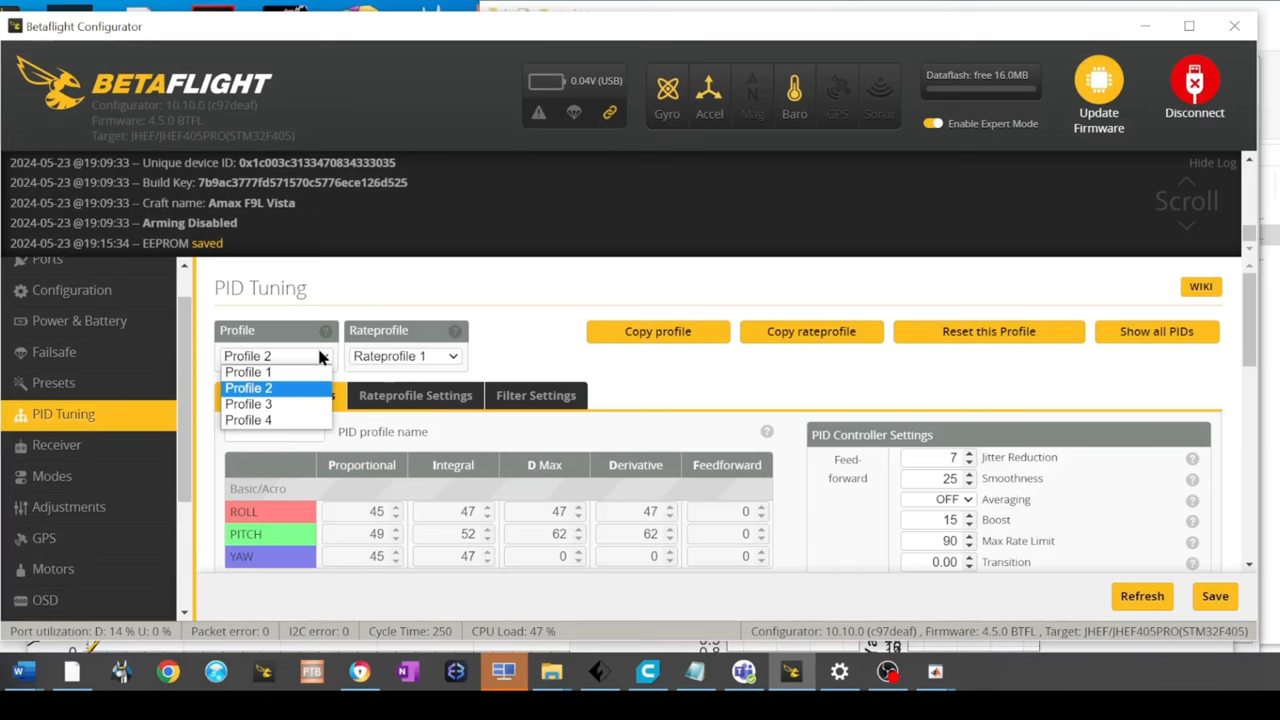 Betaflight Configurator
BETAFLIGHT
Configurator: 10.10.0 (c97deaf)
Firmware: 4.5.0 BTFL
Target: JHEF/JHEF405PRO(STM32F405)
0.04V (USB)
Gyro
Accel
Mag
Baro
GPS
Sonar
Dataflash: free 16.0MB
Enable Expert Mode
Update
Firmware
Disconnect
2024-05-23 @19:09:33 -- Unique device ID: 0x1c003c3133470834333035
2024-05-23 @19:09:33 -- Build Key: 7b9ac3777fd571570c5776ece126d525
2024-05-23 @19:09:33 -- Craft name: Amax F9L Vista
2024-05-23 @19:09:33 -- Arming Disabled
2024-05-23 @19:15:34 -- EEPROM saved
Hide Log
Scroll
Ports
Configuration
Power & Battery
Failsafe
Presets
PID Tuning
Receiver
Modes
Adjustments
GPS
Motors
OSD
PID Tuning
WIKI
Profile
Rateprofile
Profile 2
Rateprofile 1
Profile 1
Profile 2
Profile 3
Profile 4
Copy profile
Copy rateprofile
Reset this Profile
Show all PIDs
Rateprofile Settings
Filter Settings
PID profile name
Proportional Integral D Max Derivative Feedforward
Basic/Acro
ROLL 45 47 47 47 0
PITCH 49 52 62 62 0
YAW 45 47 0 0 0
PID Controller Settings
Feed-
forward
7 Jitter Reduction
25 Smoothness
OFF Averaging
15 Boost
90 Max Rate Limit
0.00 Transition
Refresh
Save
Port utilization: D: 14 % U: 0 %
Packet error: 0
I2C error: 0
Cycle Time: 250
CPU Load: 47 %
Configurator: 10.10.0 (c97deaf) , Firmware: 4.5.0 BTFL , Target: JHEF/JHEF405PRO(STM32F405)
PTB